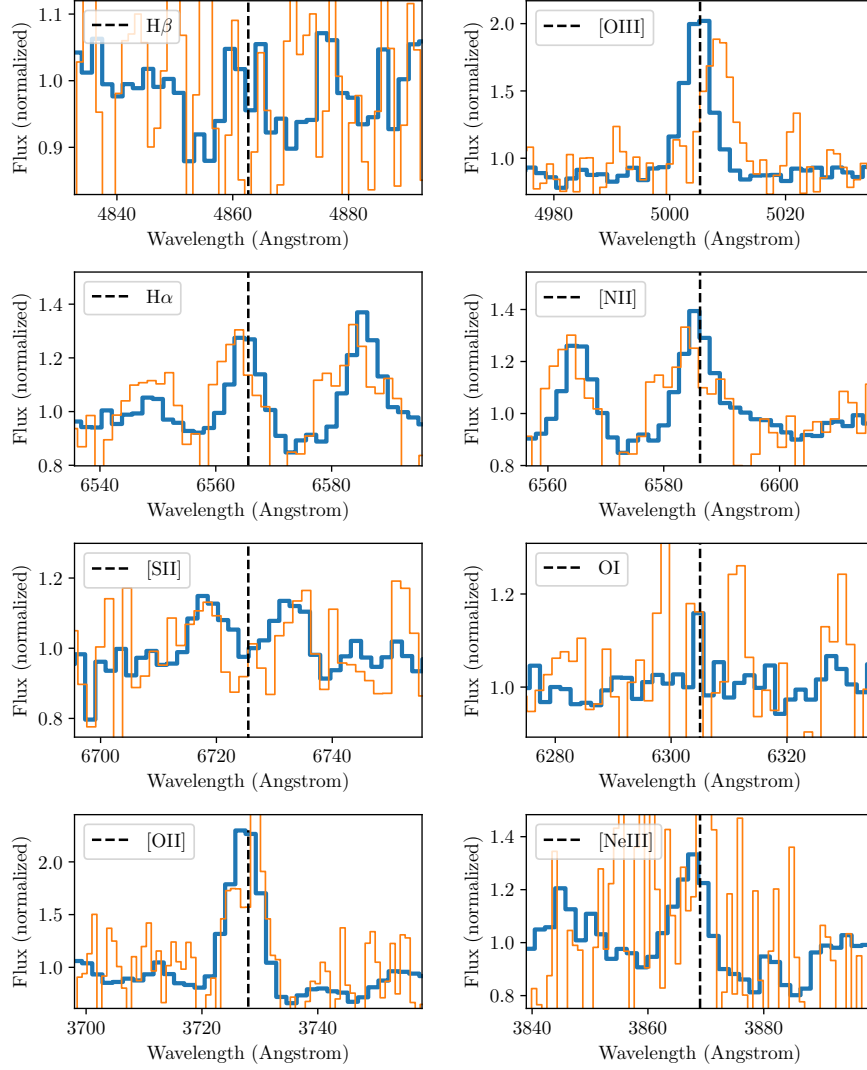 Hβ
1.1
1.0
0.9
Flux (normalized)
4840 4860 4880
Wavelength (Angstrom)
[OIII]
2.0
1.5
1.0
Flux (normalized)
4980 5000 5020
Wavelength (Angstrom)
Hα
1.4
1.2
1.0
0.8
Flux (normalized)
6540 6560 6580
Wavelength (Angstrom)
[NII]
1.4
1.2
1.0
0.8
Flux (normalized)
6560 6580 6600
Wavelength (Angstrom)
[SII]
1.2
1.0
0.8
Flux (normalized)
6700 6720 6740
Wavelength (Angstrom)
OI
1.2
1.0
Flux (normalized)
6280 6300 6320
Wavelength (Angstrom)
[OII]
2.0
1.5
1.0
Flux (normalized)
3700 3720 3740
Wavelength (Angstrom)
[NeIII]
1.4
1.2
1.0
0.8
Flux (normalized)
3840 3860 3880
Wavelength (Angstrom)